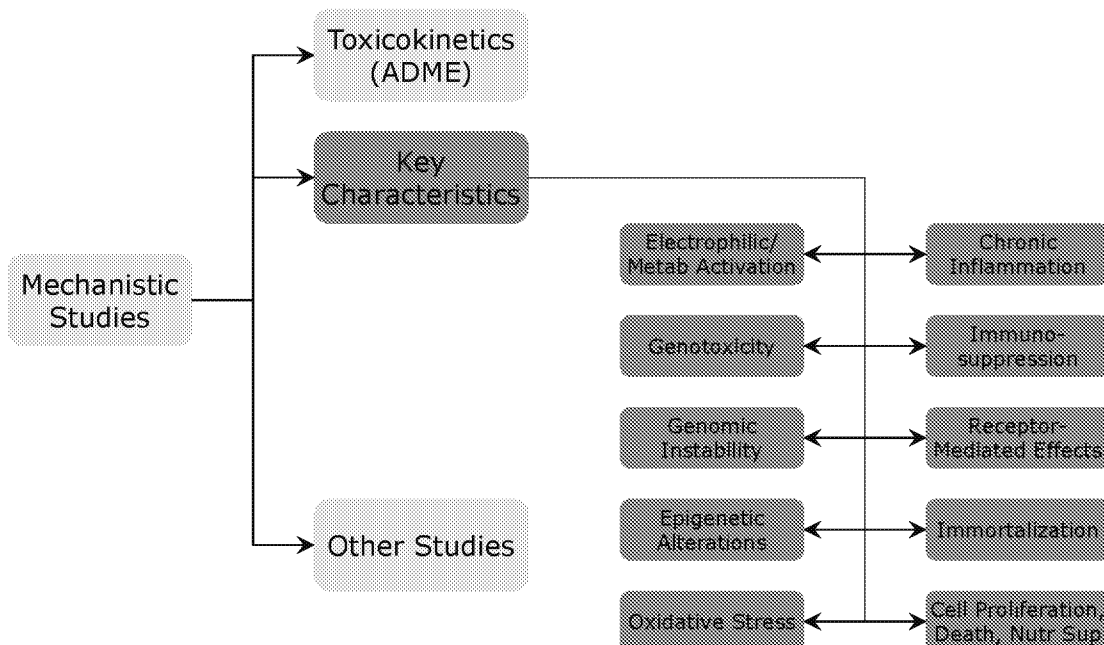 Toxicokinetics
(ADME)
Key
Characteristics
Mechanistic
Studies
Other Studies
Electrophilic/
Metab Activation
Chronic
Inflammation
Genotoxicity
Immuno-
suppression
Genomic
Instability
Receptor-
Mediated Effects
Epigenetic
Alterations
Immortalization
Oxidative Stress
Cell Proliferation,
Death, Nutr Sup